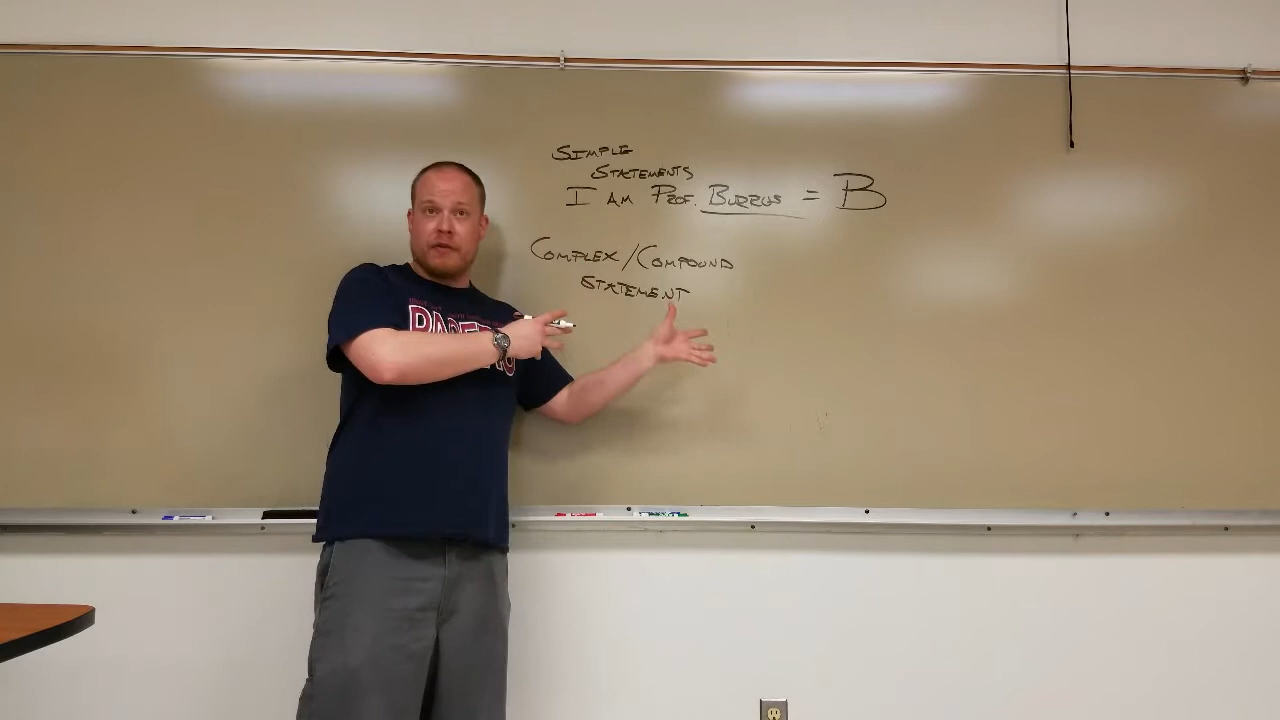 SIMPLE
STATEMENTS
I AM PROF. BURRUS = B
COMPLEX/COMPOUND
STATEMENT